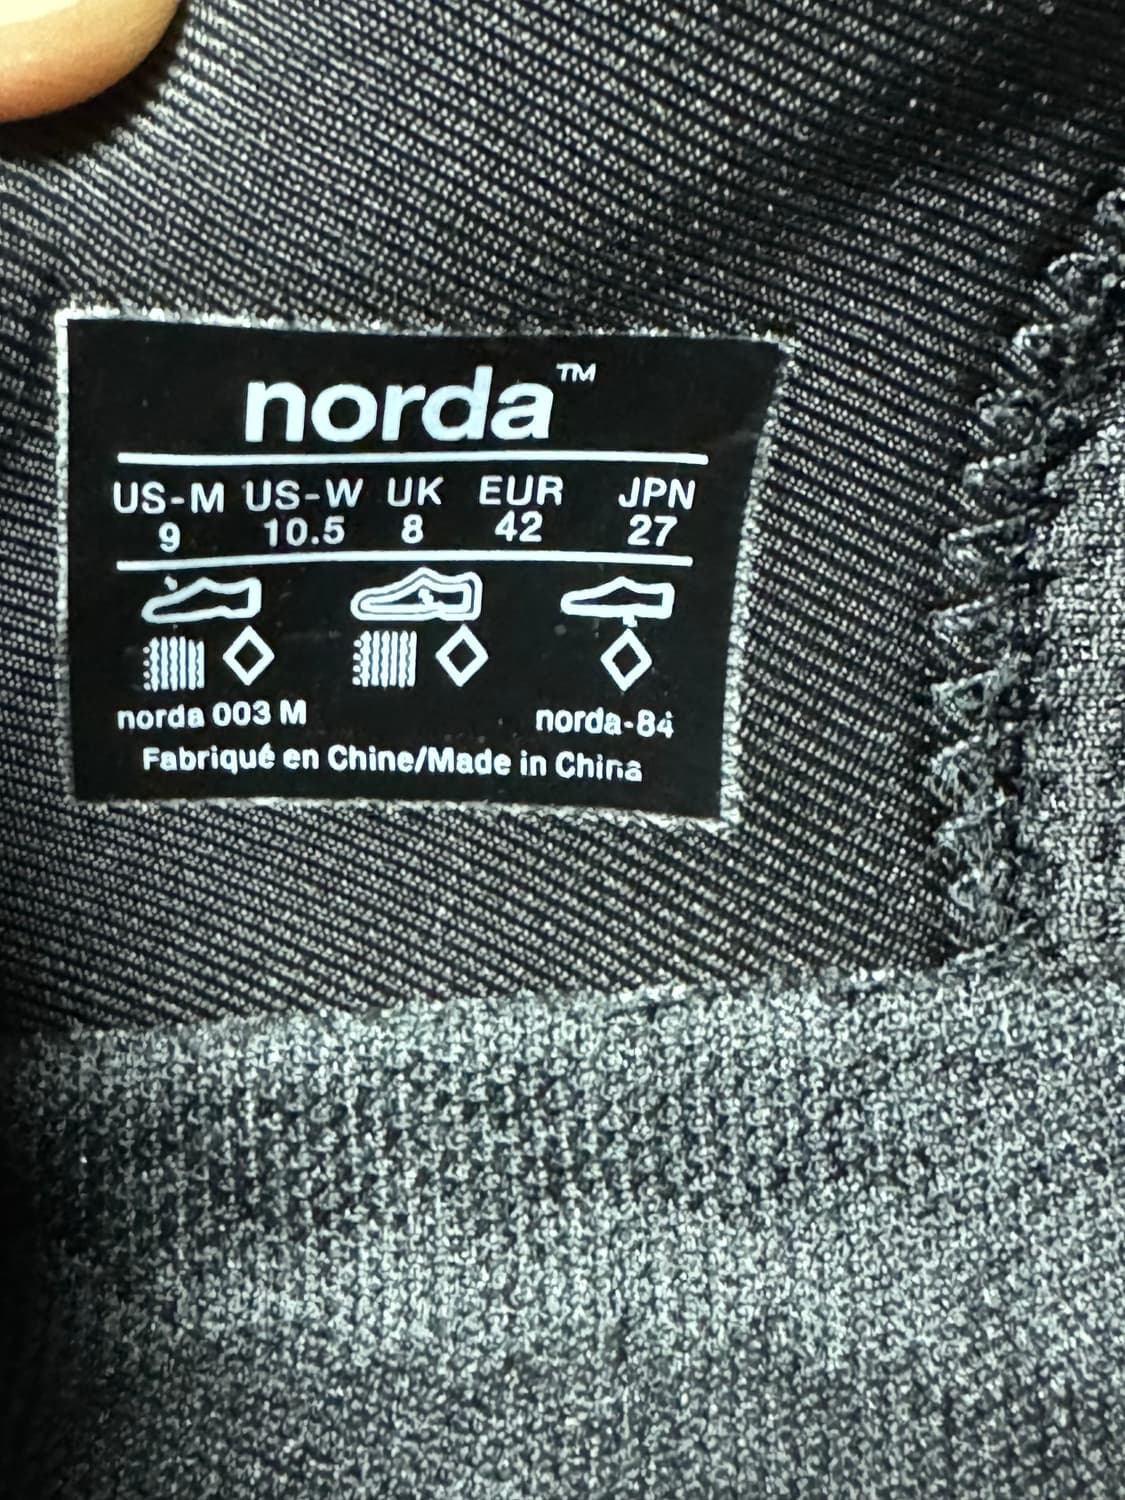 norda™
US-M US-W UK EUR JPN
9 10.5 8 42 27
norda 003 M norda-84
Fabriqué en Chine/Made in China